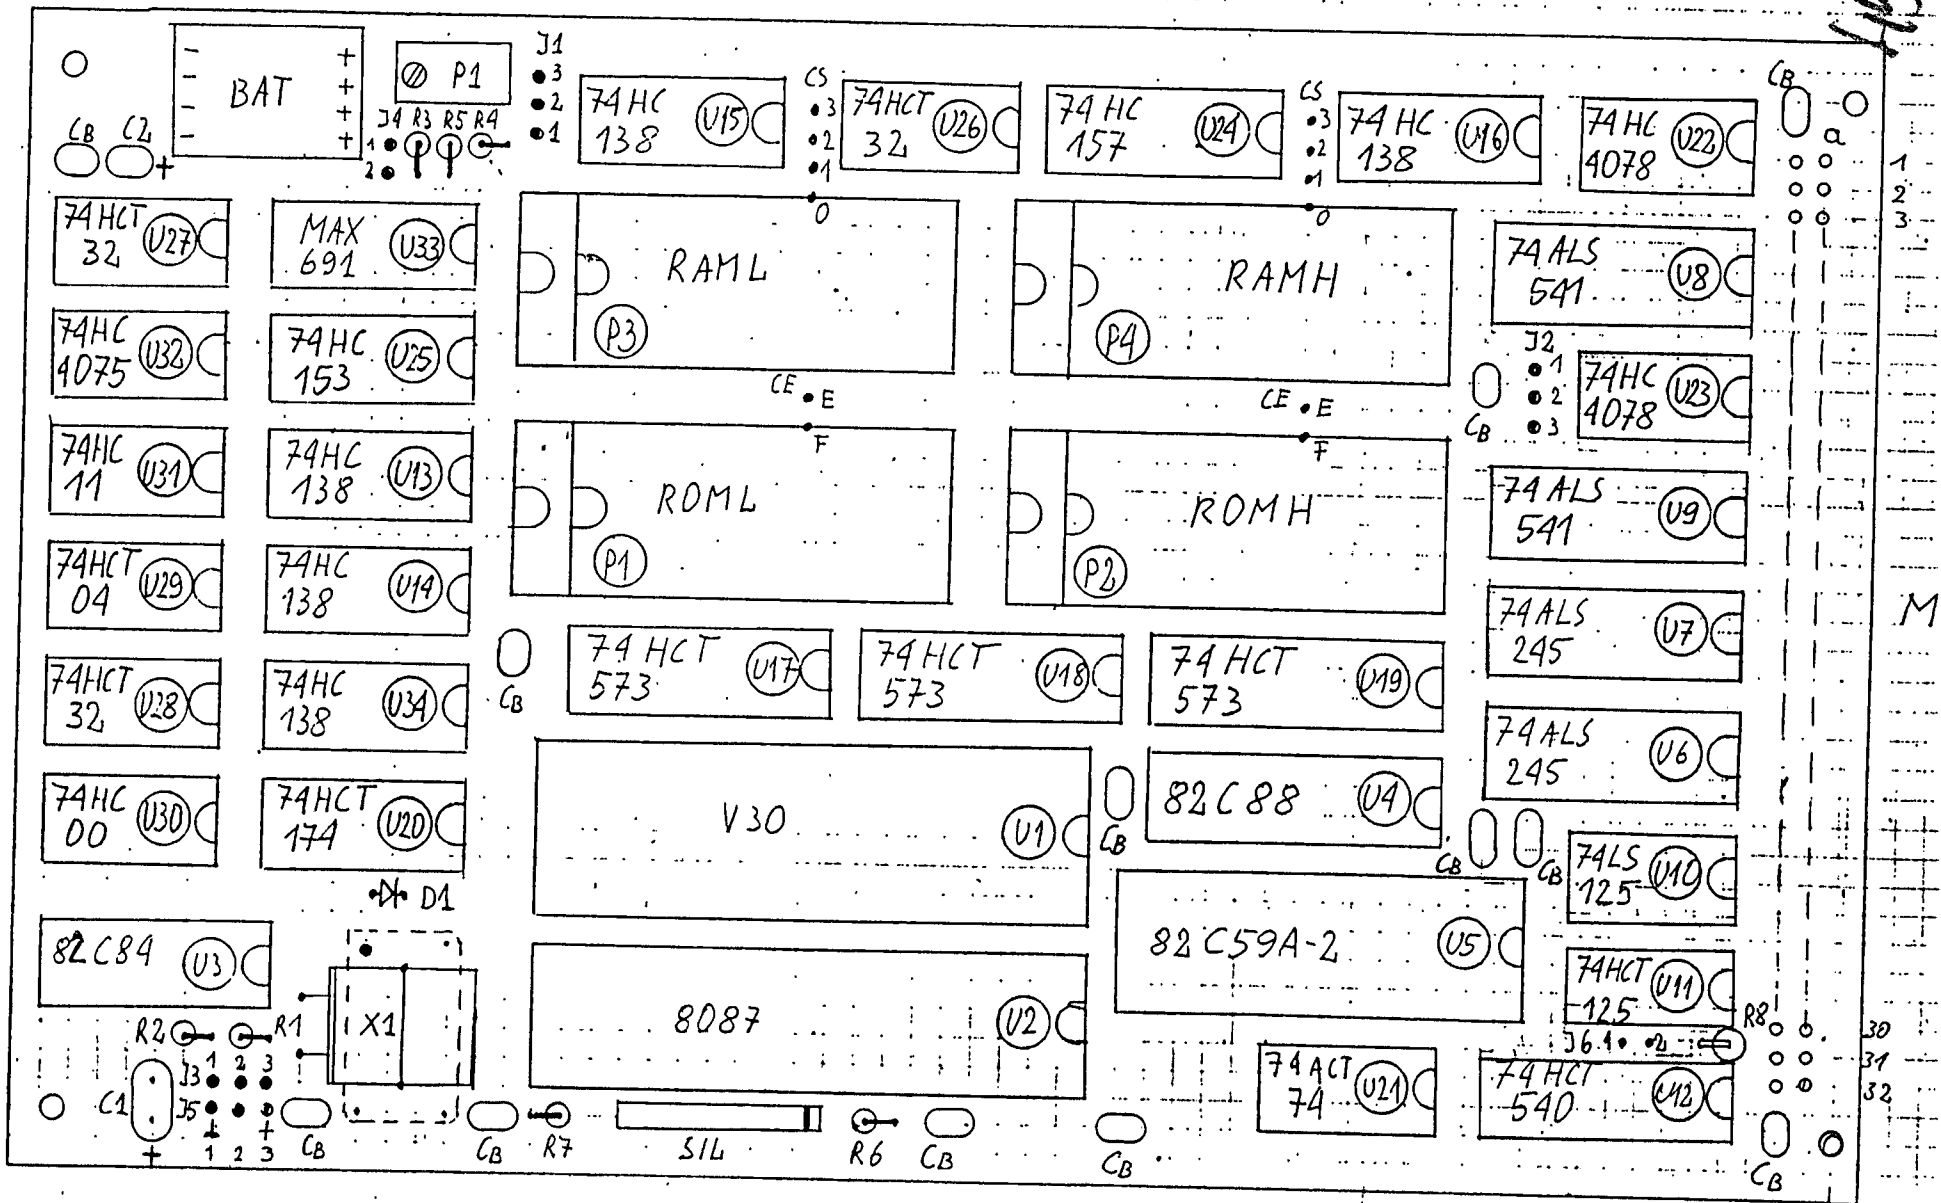 BAT
P1
J1
3
2
1
CB
C2
+
J4 R3 R5 R4
1
2
74HC
138
U15
CS
3
2
1
74HCT
32
U26
74HC
157
U24
CS
3
2
1
74HC
138
U16
74HC
4078
U22
CB
a
1
2
3
74HCT
32
U27
MAX
691
U33
O
RAML
P3
O
RAMH
P4
74ALS
541
U8
74HC
4075
U32
74HC
153
U25
CE
E
CE
E
CB
J2
1
2
3
74HC
4078
U23
74HC
11
U31
74HC
138
U13
F
ROML
P1
F
ROMH
P2
74ALS
541
U9
74HCT
04
U29
74HC
138
U14
74ALS
245
U7
M
74HCT
32
U28
74HC
138
U34
CB
74HCT
573
U17
74HCT
573
U18
74HCT
573
U19
74ALS
245
U6
74HC
00
U30
74HCT
174
U20
V30
U1
CB
82C88
U4
CB
CB
74LS
125
U10
D1
82C84
U3
X1
8087
U2
82C59A-2
U5
74HCT
125
U11
R2
R1
J3
1 2 3
C1
J5
+
1 2 3
CB
CB
R7
SIL
R6
CB
CB
74ACT
74
U21
J6 1 2
R8
74HCT
540
U12
30
31
32
CB